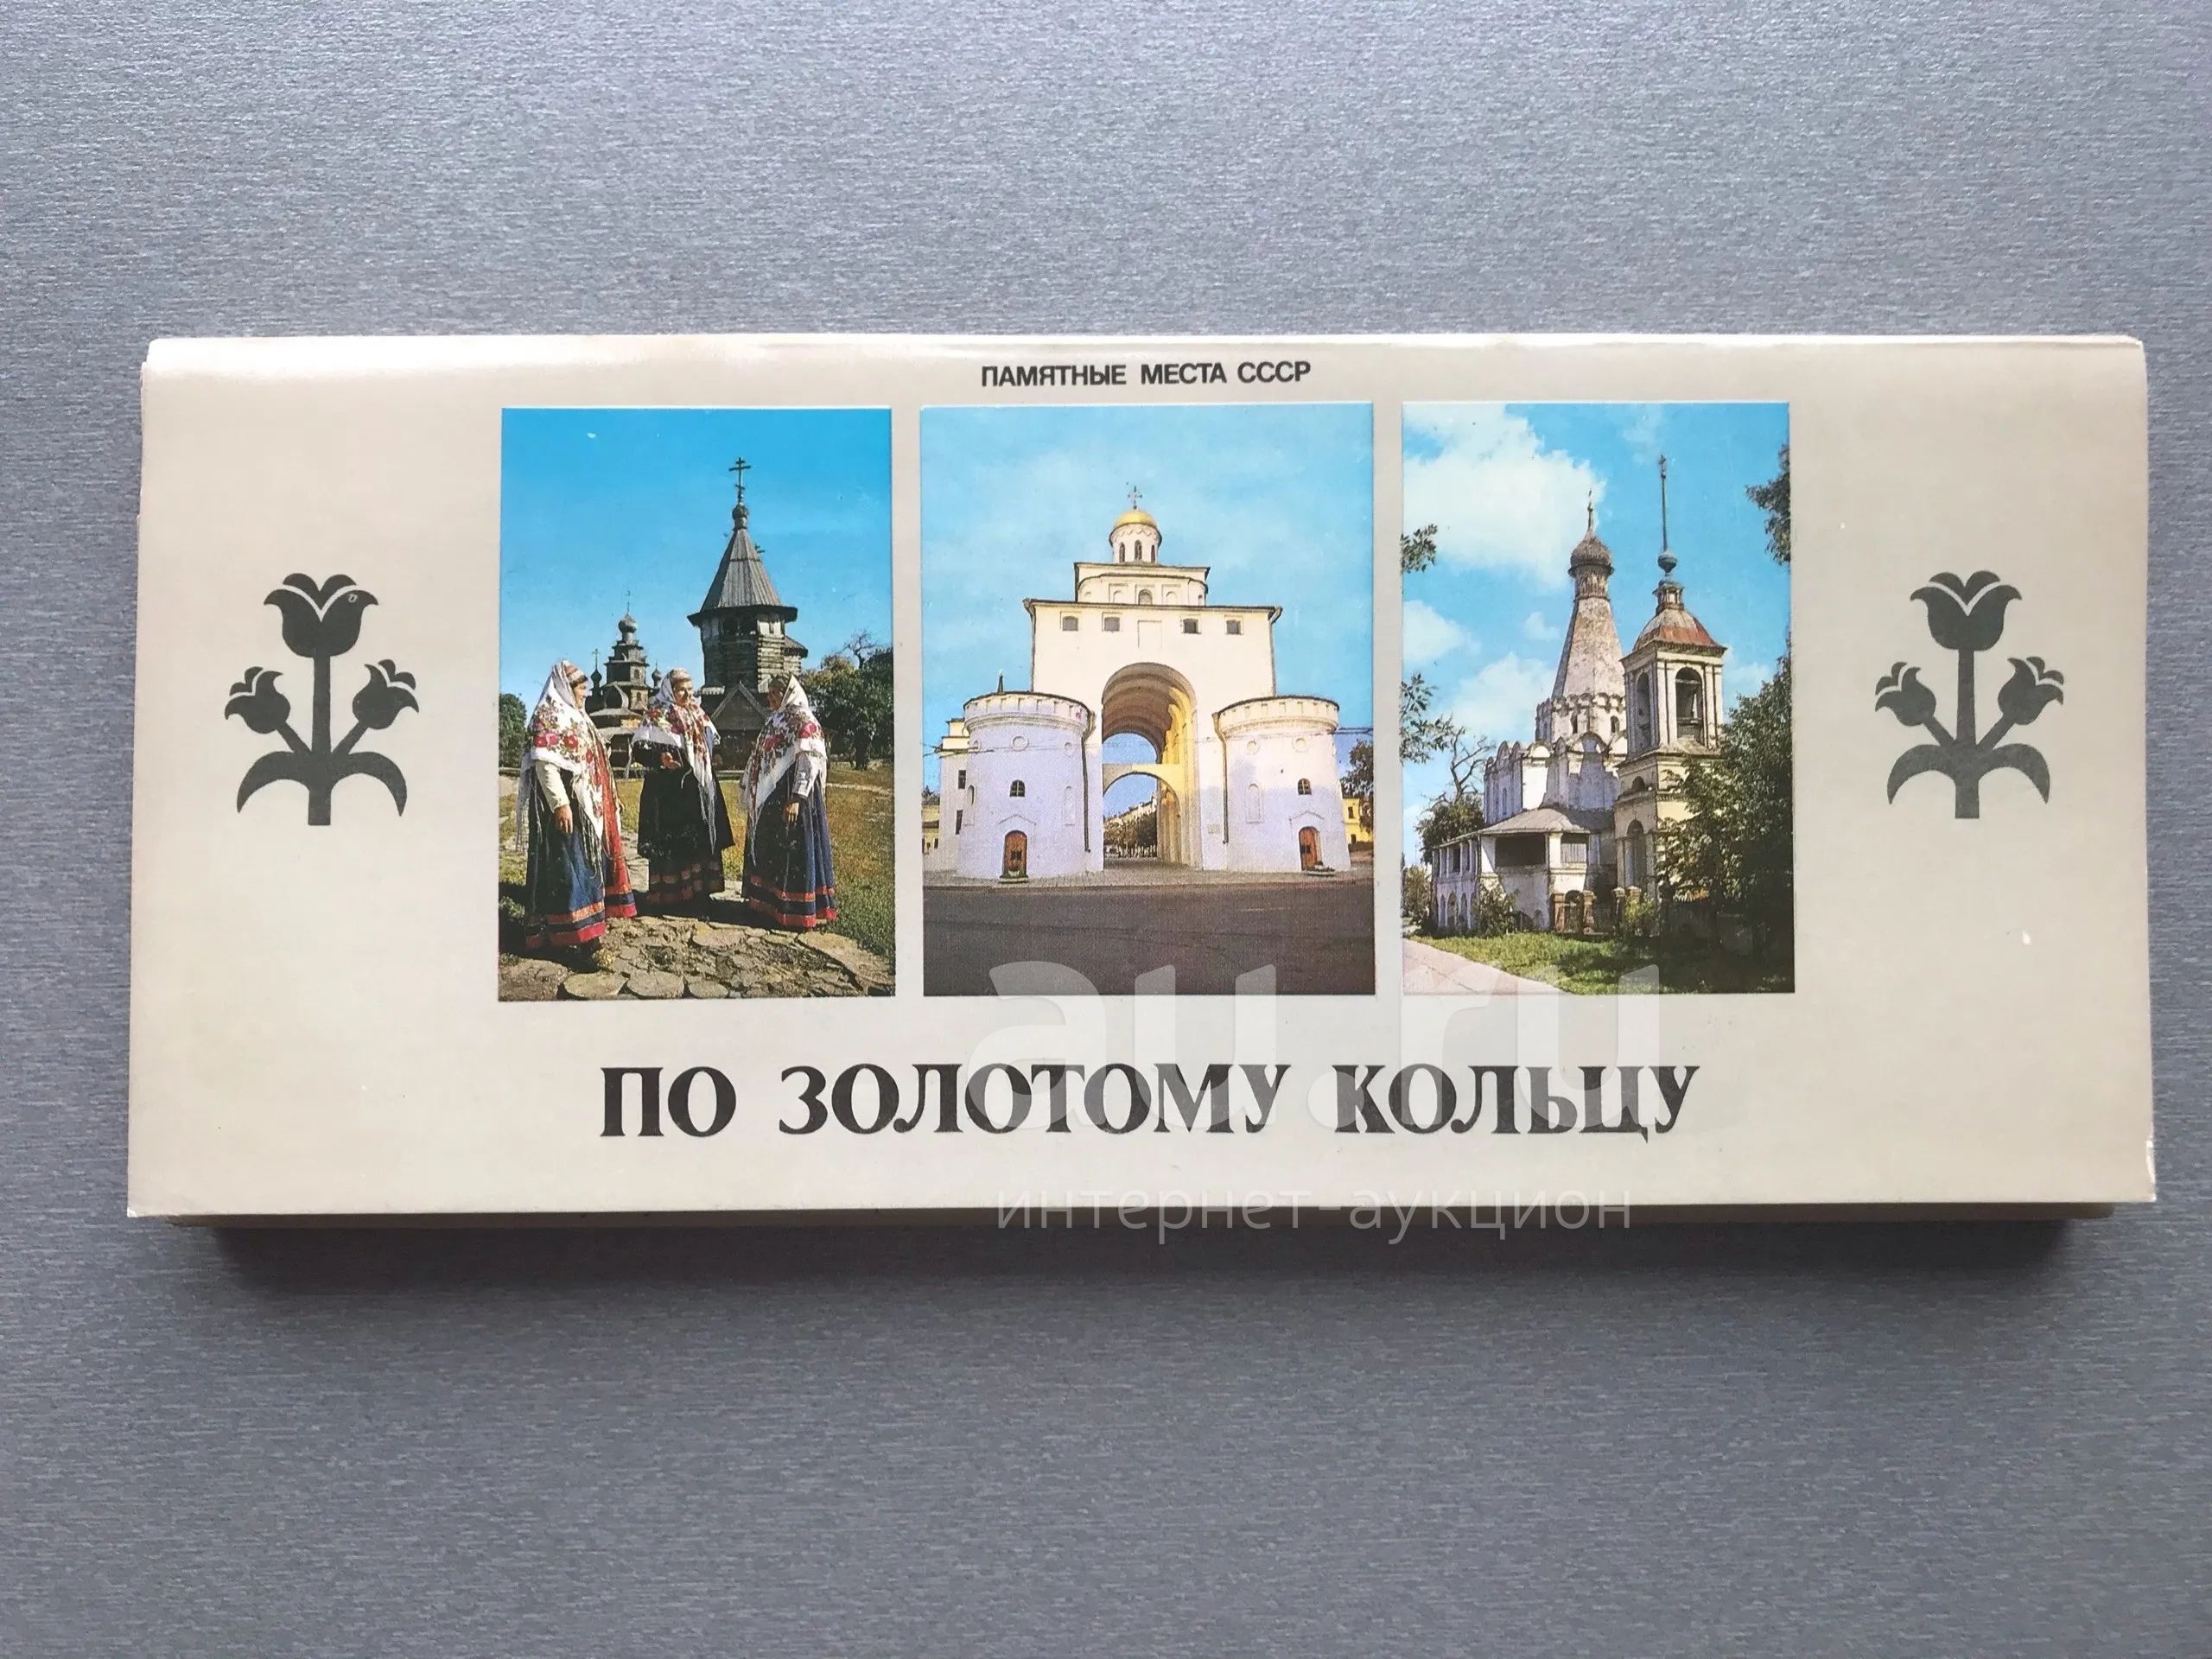 ПАМЯТНЫЕ МЕСТА СССР
ПО ЗОЛОТОМУ КОЛЬЦУ
au.ru
интернет-аукцион